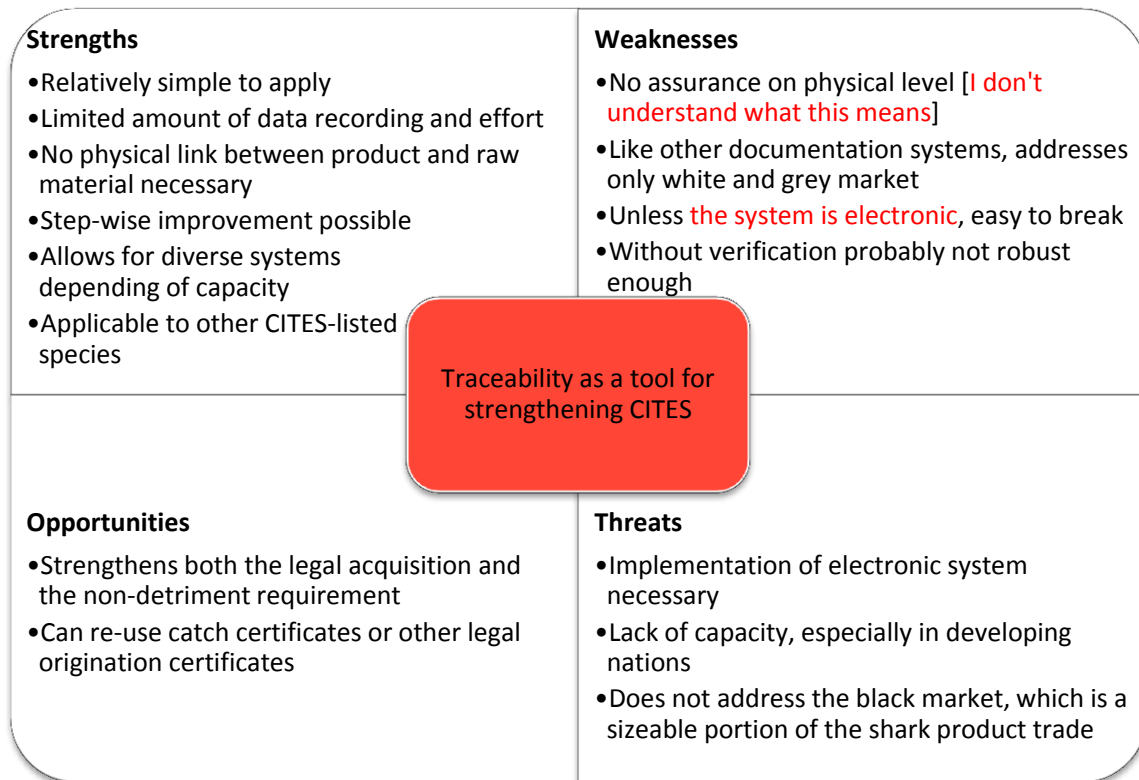 Strengths
•Relatively simple to apply
•Limited amount of data recording and effort
•No physical link between product and raw
material necessary
•Step-wise improvement possible
•Allows for diverse systems
depending of capacity
•Applicable to other CITES-listed
species
Weaknesses
•No assurance on physical level [I don't
understand what this means]
•Like other documentation systems, addresses
only white and grey market
•Unless the system is electronic, easy to break
•Without verification probably not robust
enough
Traceability as a tool for
strengthening CITES
Opportunities
•Strengthens both the legal acquisition and
the non-detriment requirement
•Can re-use catch certificates or other legal
origination certificates
Threats
•Implementation of electronic system
necessary
•Lack of capacity, especially in developing
nations
•Does not address the black market, which is a
sizeable portion of the shark product trade